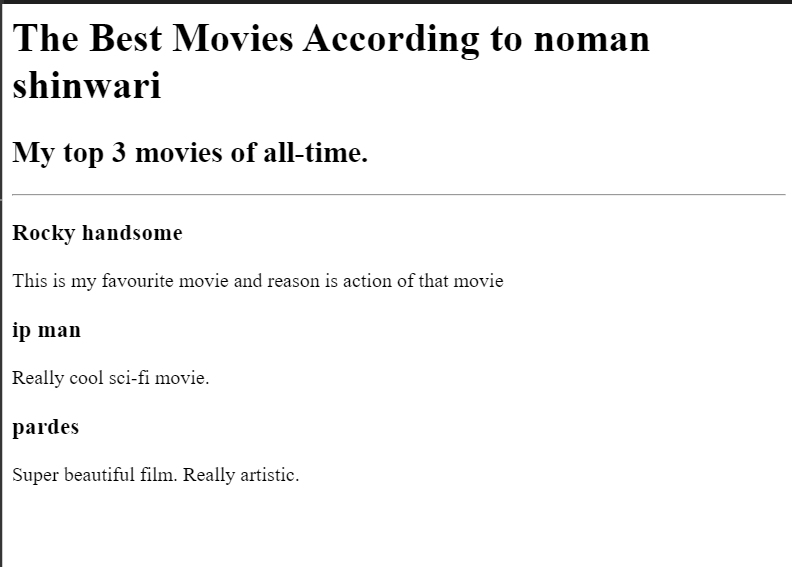 The Best Movies According to noman
shinwari
My top 3 movies of all-time.
Rocky handsome
This is my favourite movie and reason is action of that movie
ip man
Really cool sci-fi movie.
pardes
Super beautiful film. Really artistic.